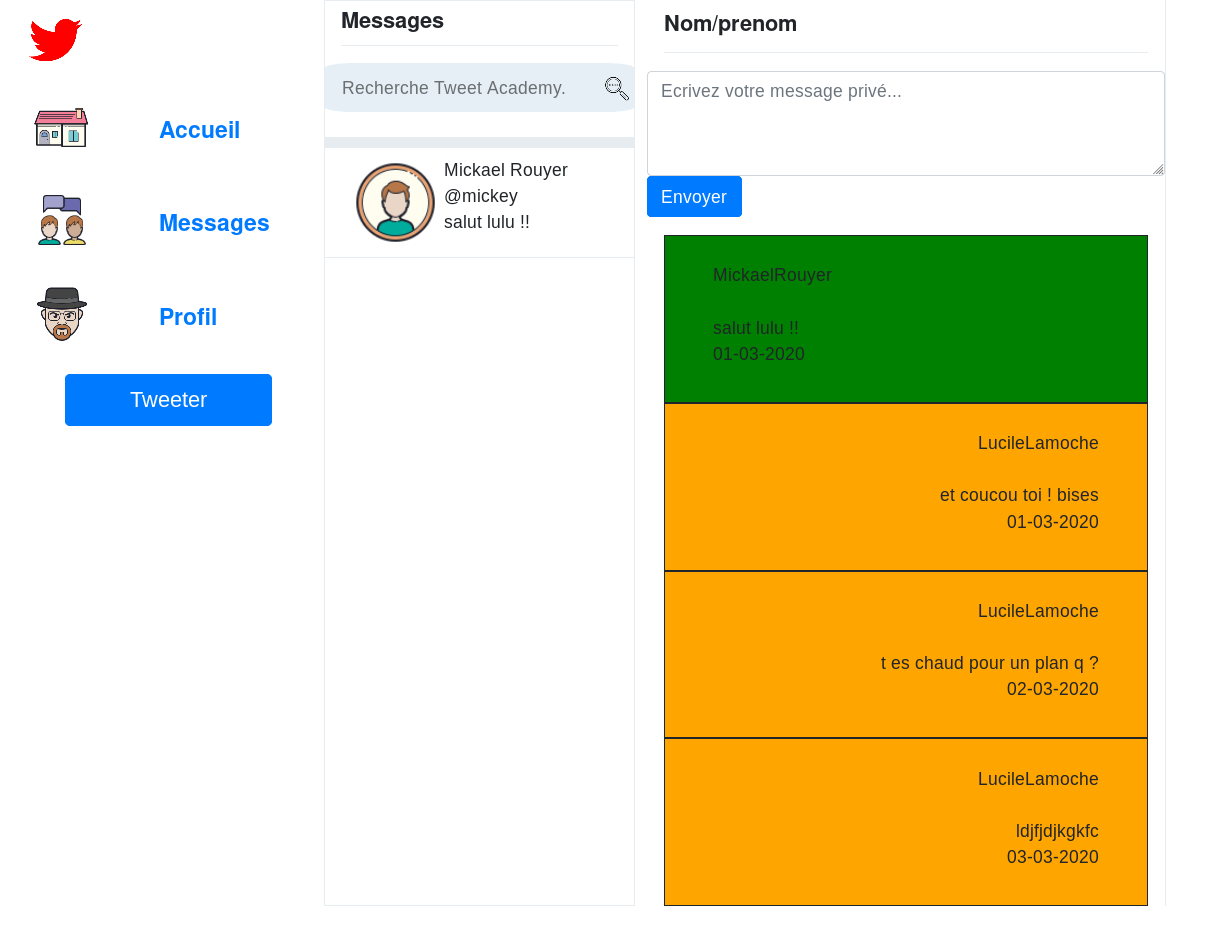 Accueil
Messages
Profil
Tweeter
Messages
Recherche Tweet Academy.
Mickael Rouyer
@mickey
salut lulu !!
Nom/prenom
Ecrivez votre message privé...
Envoyer
MickaelRouyer
salut lulu !!
01-03-2020
LucileLamoche
et coucou toi ! bises
01-03-2020
LucileLamoche
t es chaud pour un plan q ?
02-03-2020
LucileLamoche
ldjfjdjkgkfc
03-03-2020